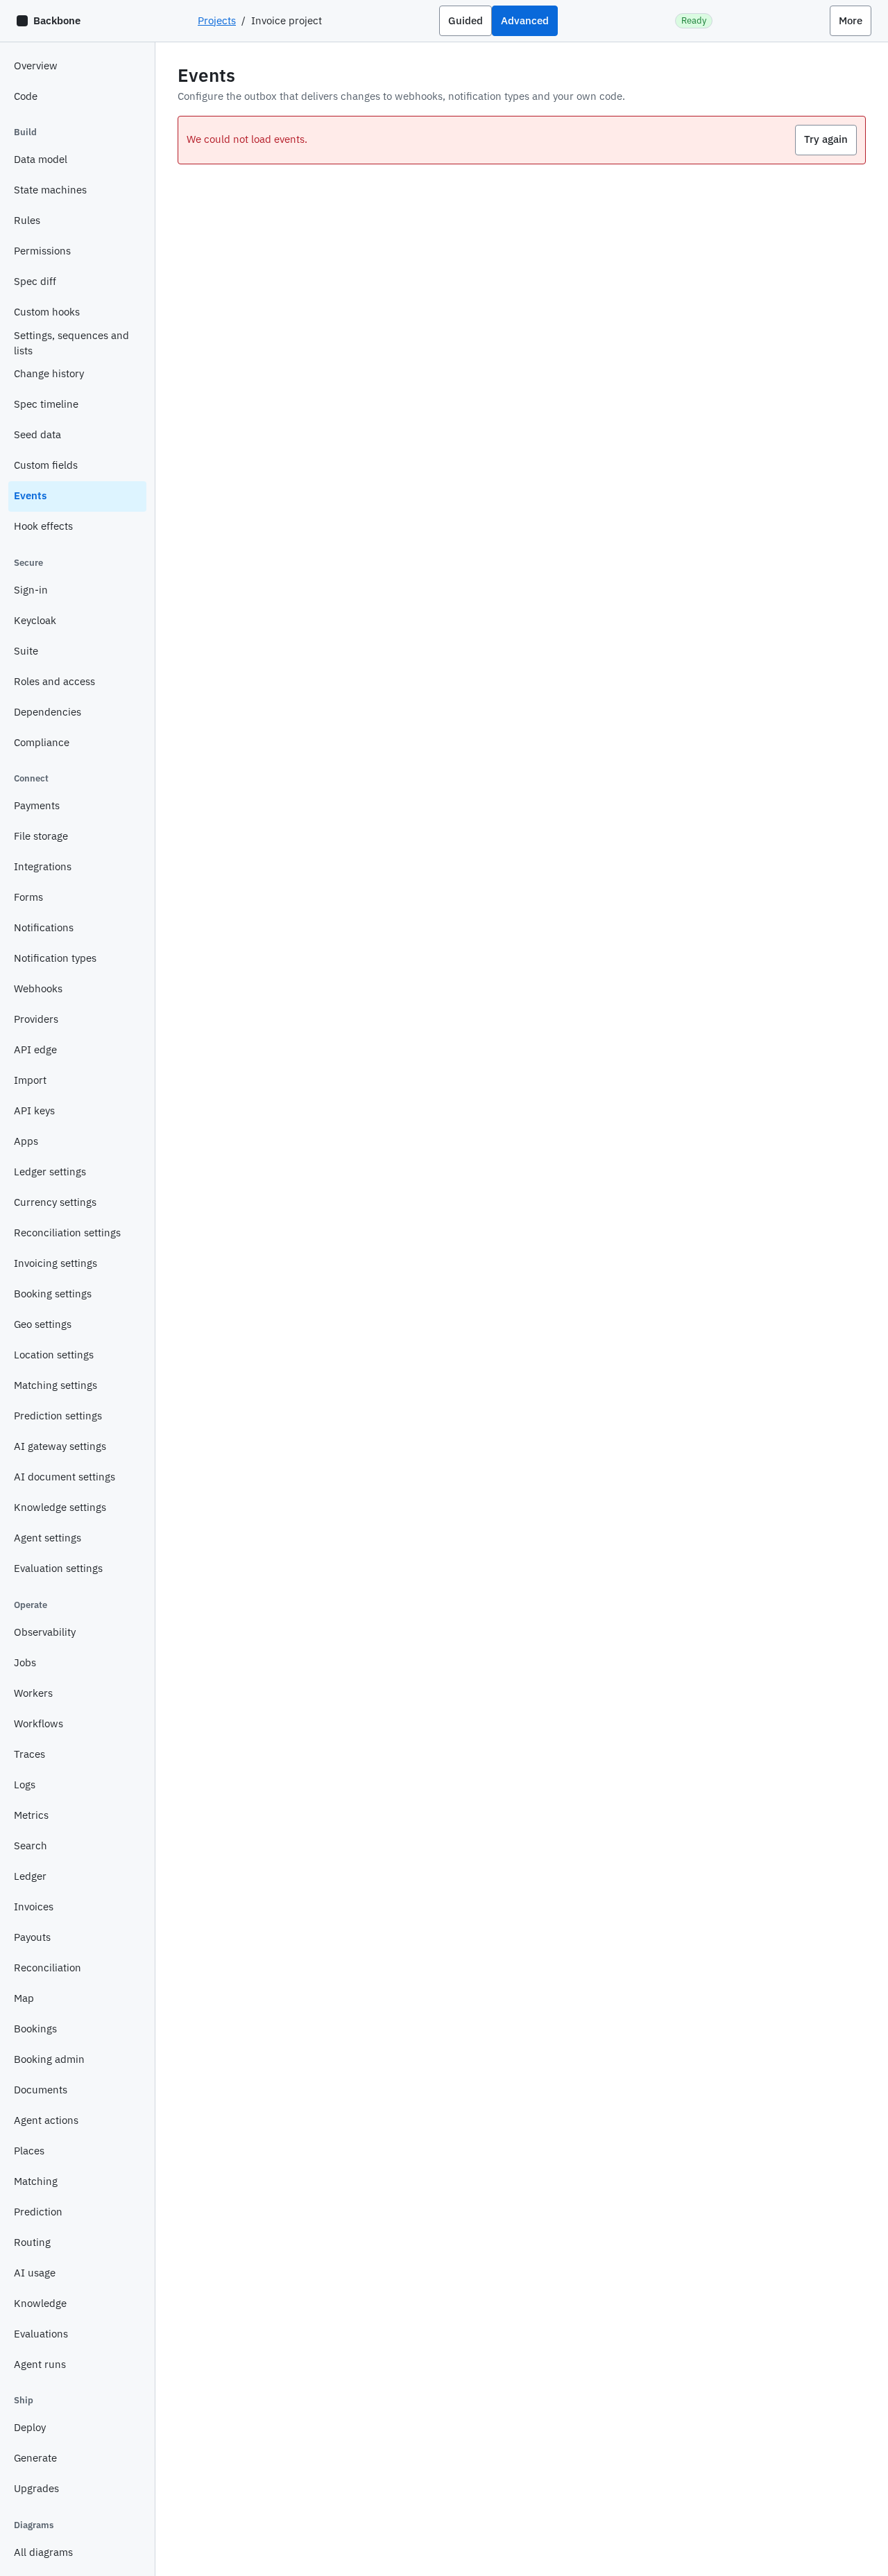 Backbone
Projects / Invoice project
Guided
Advanced
Ready
More
Overview
Code
Build
Data model
State machines
Rules
Permissions
Spec diff
Custom hooks
Settings, sequences and
lists
Change history
Spec timeline
Seed data
Custom fields
Events
Hook effects
Secure
Sign-in
Keycloak
Suite
Roles and access
Dependencies
Compliance
Connect
Payments
File storage
Integrations
Forms
Notifications
Notification types
Webhooks
Providers
API edge
Import
API keys
Apps
Ledger settings
Currency settings
Reconciliation settings
Invoicing settings
Booking settings
Geo settings
Location settings
Matching settings
Prediction settings
AI gateway settings
AI document settings
Knowledge settings
Agent settings
Evaluation settings
Operate
Observability
Jobs
Workers
Workflows
Traces
Logs
Metrics
Search
Ledger
Invoices
Payouts
Reconciliation
Map
Bookings
Booking admin
Documents
Agent actions
Places
Matching
Prediction
Routing
AI usage
Knowledge
Evaluations
Agent runs
Ship
Deploy
Generate
Upgrades
Diagrams
All diagrams
Events
Configure the outbox that delivers changes to webhooks, notification types and your own code.
We could not load events.
Try again